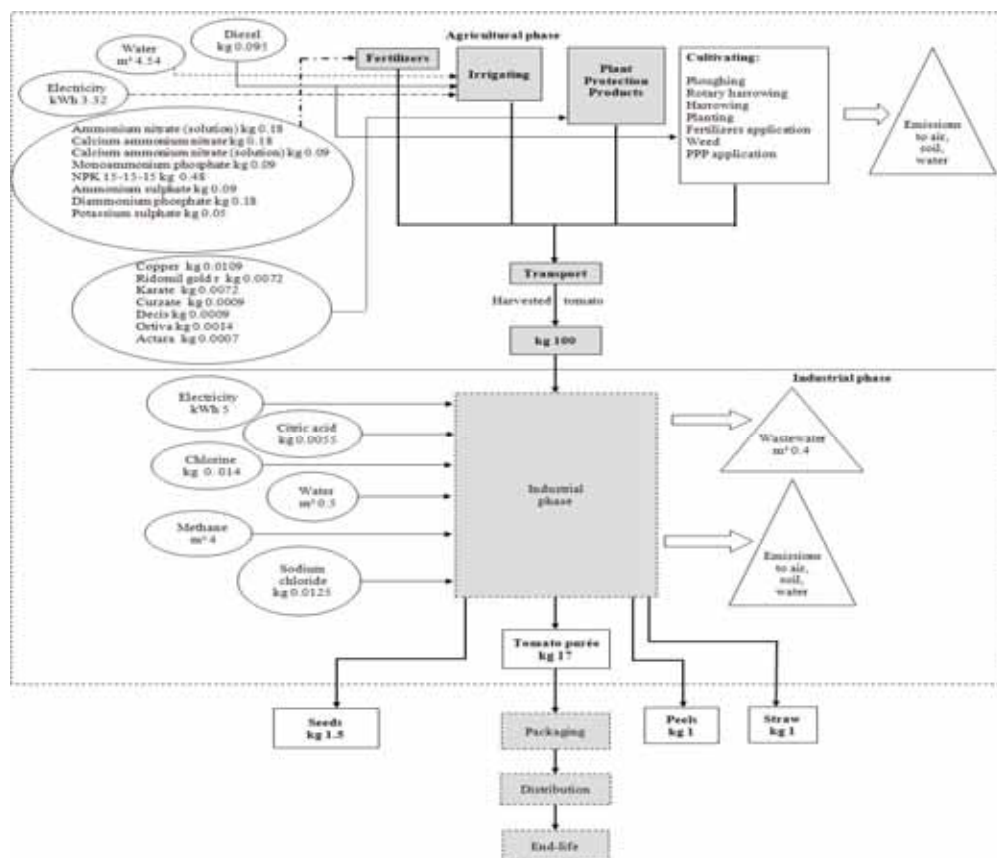 Agricultural phase
Water
m³ 4.54
Diesel
kg 0.095
Electricity
kWh 3.32
Fertilizers
Irrigating
Plant
Protection
Products
Cultivating:
Ploughing
Rotary harrowing
Harrowing
Planting
Fertilizers application
Weed
PPP application
Emissions
to air,
soil,
water
Ammonium nitrate (solution) kg 0.18
Calcium ammonium nitrate kg 0.18
Calcium ammonium nitrate (solution) kg 0.09
Monoammonium phosphate kg 0.09
NPK 15-15-15 kg 0.48
Ammonium sulphate kg 0.09
Diammonium phosphate kg 0.18
Potassium sulphate kg 0.05
Copper kg 0.0109
Ridomil gold r kg 0.0072
Karate kg 0.0072
Curzate kg 0.0009
Decis kg 0.0009
Ortiva kg 0.0014
Actara kg 0.0007
Transport
Harvested tomato
kg 100
Industrial phase
Electricity
kWh 5
Citric acid
kg 0.0055
Chlorine
kg 0.014
Water
m³ 0.5
Methane
m³ 4
Sodium
chloride
kg 0.0125
Industrial
phase
Wastewater
m³ 0.4
Emissions
to air,
soil,
water
Tomato purée
kg 17
Seeds
kg 1.5
Peels
kg 1
Straw
kg 1
Packaging
Distribution
End-life